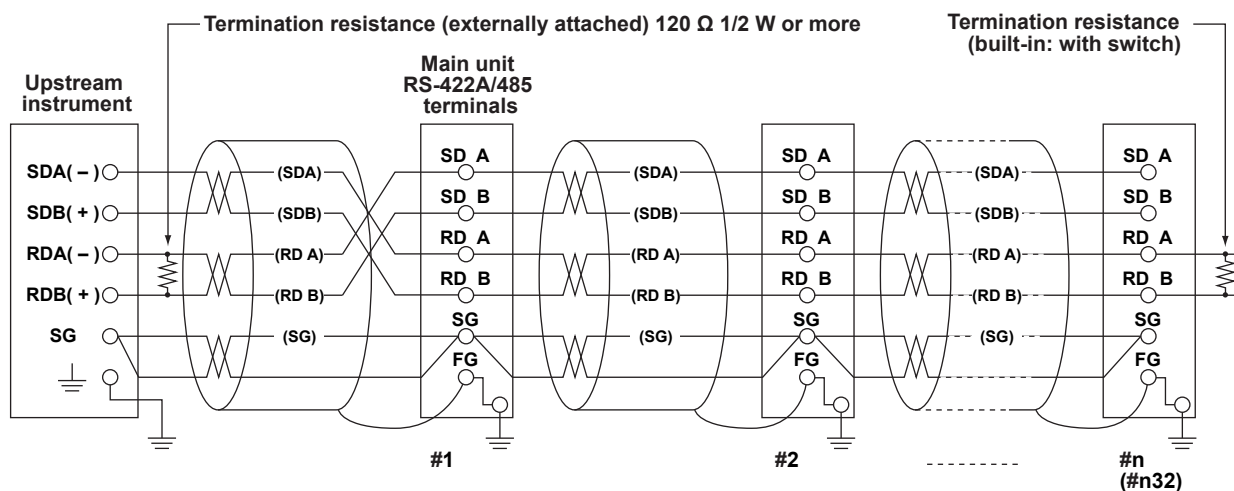 Termination resistance (externally attached) 120 Ω 1/2 W or more
Termination resistance
(built-in: with switch)
Upstream
instrument
Main unit
RS-422A/485
terminals
SDA( – )
SDB( + )
RDA( – )
RDB( + )
SG
(SDA)
(SDB)
(RD A)
(RD B)
(SG)
SD A
SD B
RD A
RD B
SG
FG
(SDA)
(SDB)
(RD A)
(RD B)
(SG)
SD A
SD B
RD A
RD B
SG
FG
(SDA)
(SDB)
(RD A)
(RD B)
(SG)
SD A
SD B
RD A
RD B
SG
FG
#1
#2
#n
(#n32)